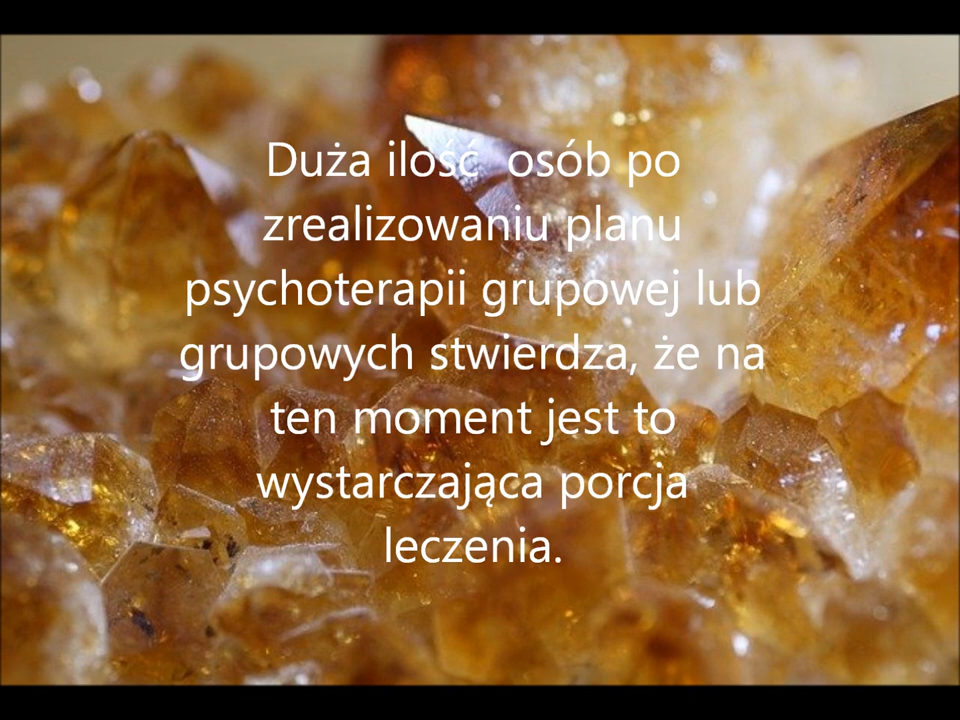 Duża ilość  osób po
zrealizowaniu planu
psychoterapii grupowej lub
grupowych stwierdza, że na
ten moment jest to
wystarczająca porcja
leczenia.